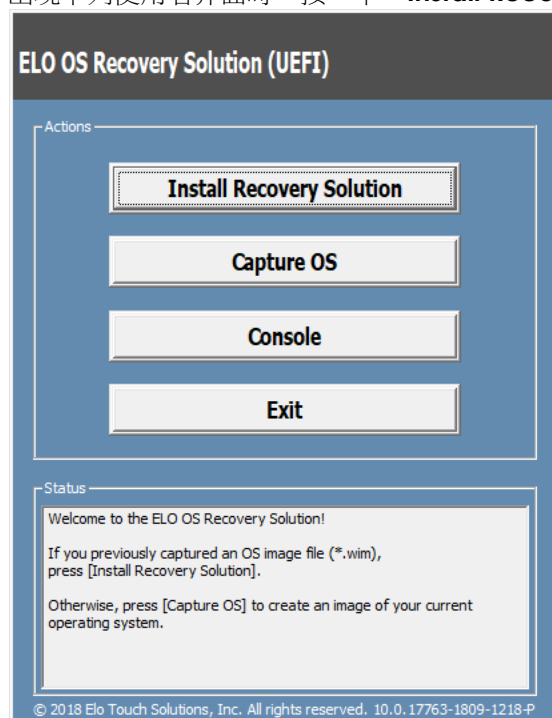 ELO OS Recovery Solution (UEFI)
Actions
Install Recovery Solution
Capture OS
Console
Exit
Status
Welcome to the ELO OS Recovery Solution!
If you previously captured an OS image file (*.wim),
press [Install Recovery Solution].
Otherwise, press [Capture OS] to create an image of your current
operating system.
© 2018 Elo Touch Solutions, Inc. All rights reserved. 10.0.17763-1809-1218-P